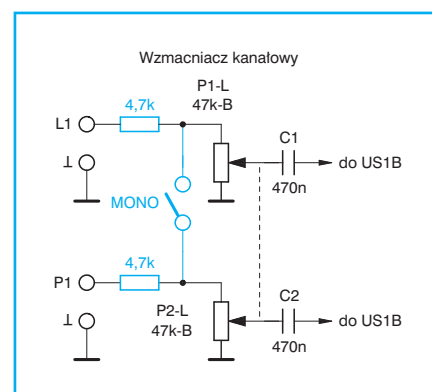 Wzmacniacz kanałowy
P1-L
47k-B
4,7k
L1
C1
do US1B
470n
⊥
MONO
4,7k
P1
P2-L
47k-B
C2
do US1B
470n
⊥